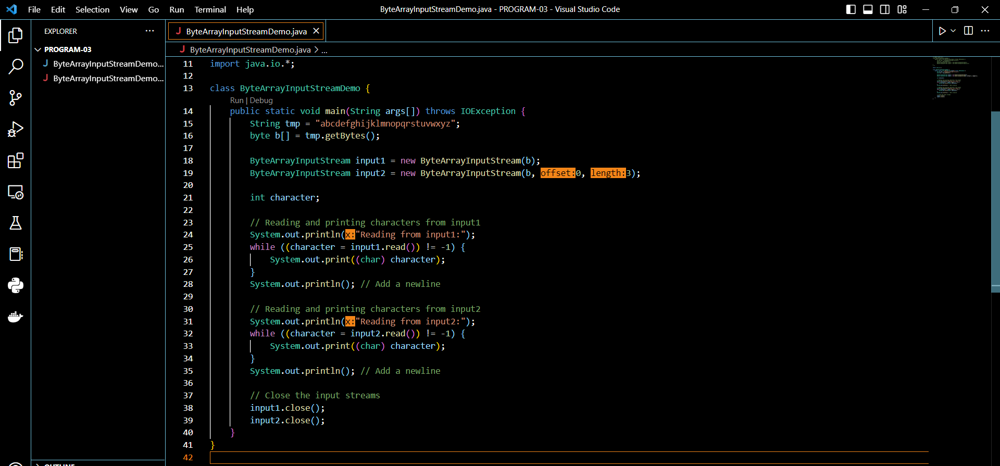 File Edit Selection View Go Run Terminal Help
ByteArrayInputStreamDemo.java - PROGRAM-03 - Visual Studio Code
EXPLORER
PROGRAM-03
J ByteArrayInputStreamDemo...
J ByteArrayInputStreamDemo...
OUTLINE
J ByteArrayInputStreamDemo.java
J ByteArrayInputStreamDemo.java > ...
11 import java.io.*;
12
13 class ByteArrayInputStreamDemo {
Run | Debug
14 public static void main(String args[]) throws IOException {
15 String tmp = "abcdefghijklmnopqrstuvwxyz";
16 byte b[] = tmp.getBytes();
17
18 ByteArrayInputStream input1 = new ByteArrayInputStream(b);
19 ByteArrayInputStream input2 = new ByteArrayInputStream(b, offset:0, length:3);
20
21 int character;
22
23 // Reading and printing characters from input1
24 System.out.println(x:"Reading from input1:");
25 while ((character = input1.read()) != -1) {
26 System.out.print((char) character);
27 }
28 System.out.println(); // Add a newline
29
30 // Reading and printing characters from input2
31 System.out.println(x:"Reading from input2:");
32 while ((character = input2.read()) != -1) {
33 System.out.print((char) character);
34 }
35 System.out.println(); // Add a newline
36
37 // Close the input streams
38 input1.close();
39 input2.close();
40 }
41 }
42